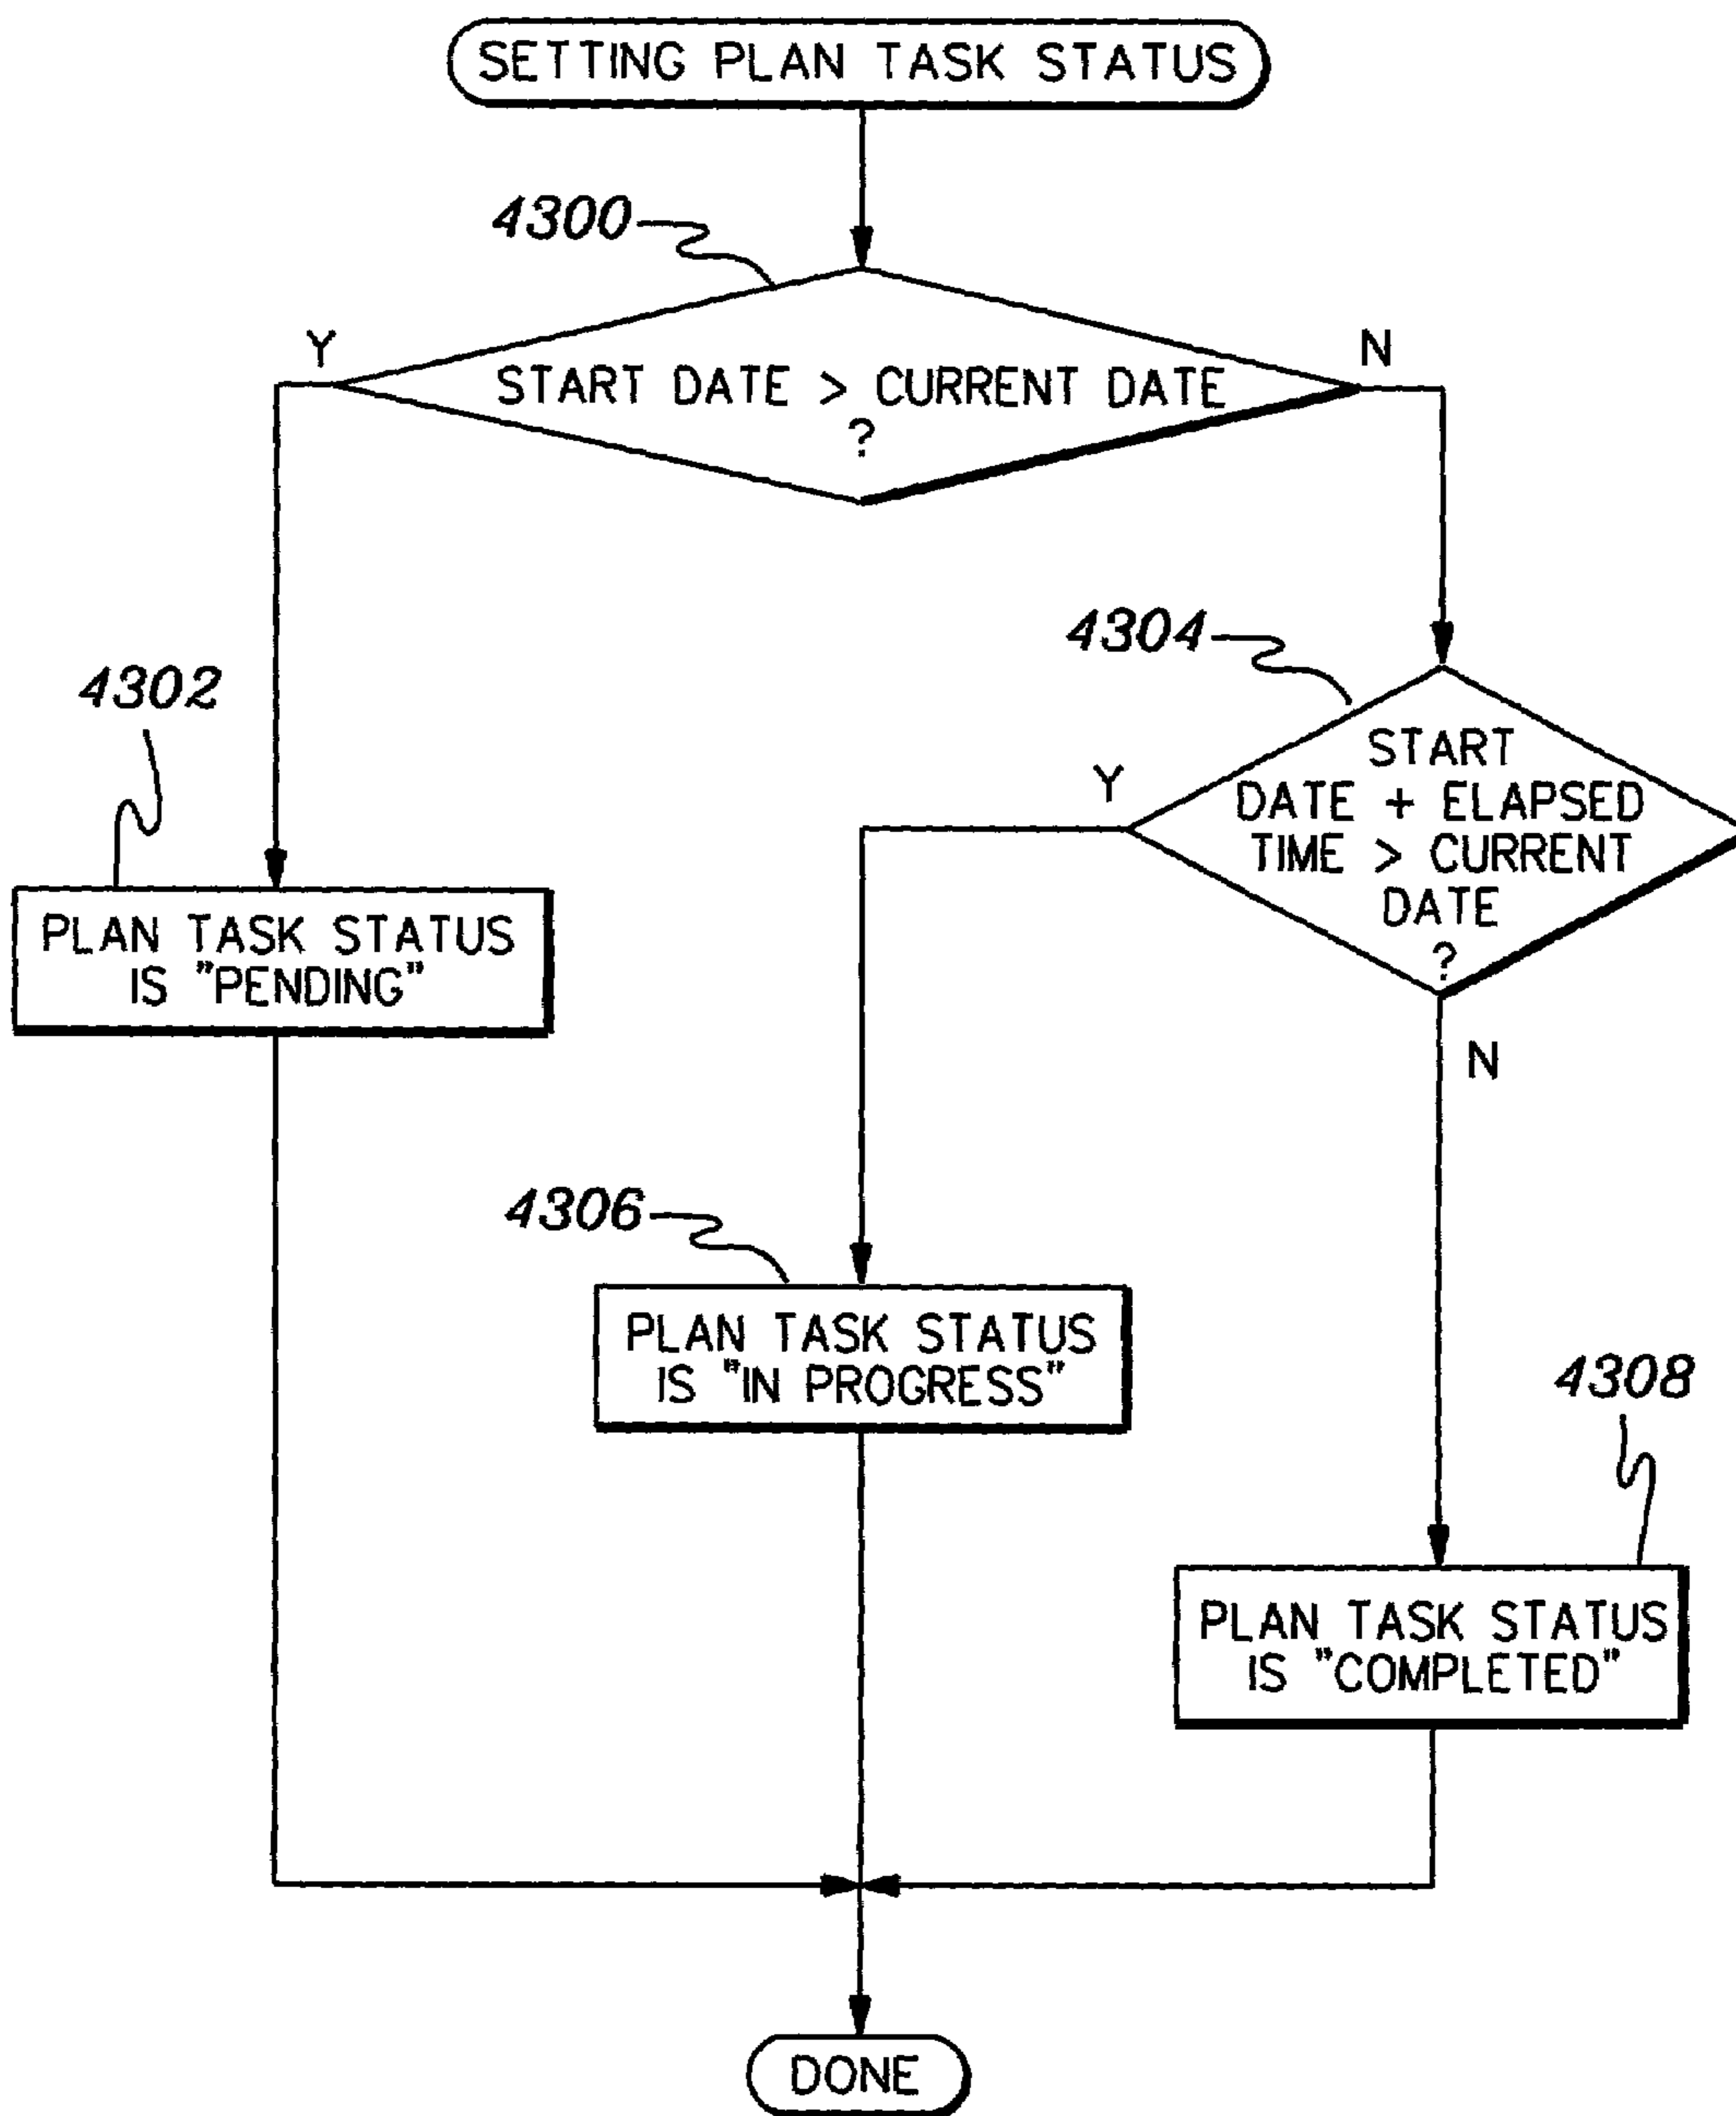 SETTING PLAN TASK STATUS
4300
Y
N
START DATE > CURRENT DATE
?
4304
4302
START
DATE + ELAPSED
TIME > CURRENT
DATE
?
Y
N
PLAN TASK STATUS
IS "PENDING"
4306
PLAN TASK STATUS
IS "IN PROGRESS"
4308
PLAN TASK STATUS
IS "COMPLETED"
DONE